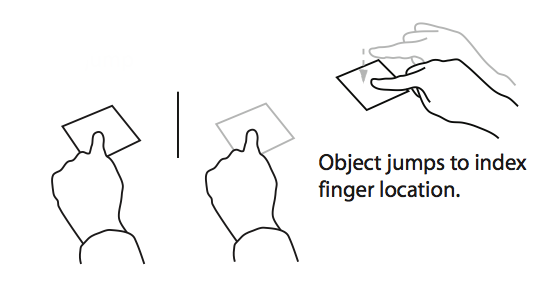 Object jumps to index
finger location.